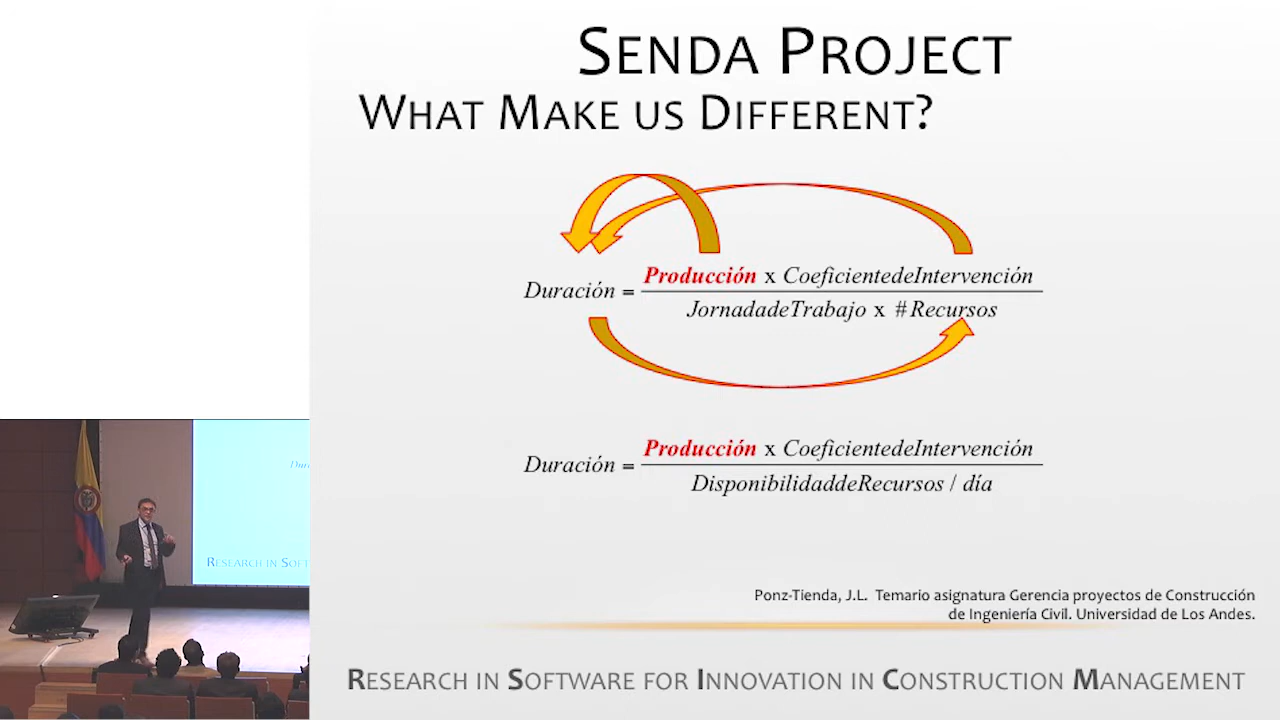 SENDA PROJECT
WHAT MAKE US DIFFERENT?
Duración = Producción x CoeficientedeIntervención
JornadadeTrabajo x #Recursos
Duración = Producción x CoeficientedeIntervención
DisponibilidaddeRecursos / día
Ponz-Tienda, J.L. Temario asignatura Gerencia proyectos de Construcción
de Ingeniería Civil. Universidad de Los Andes.
RESEARCH IN SOFTWARE FOR INNOVATION IN CONSTRUCTION MANAGEMENT
RESEARCH IN